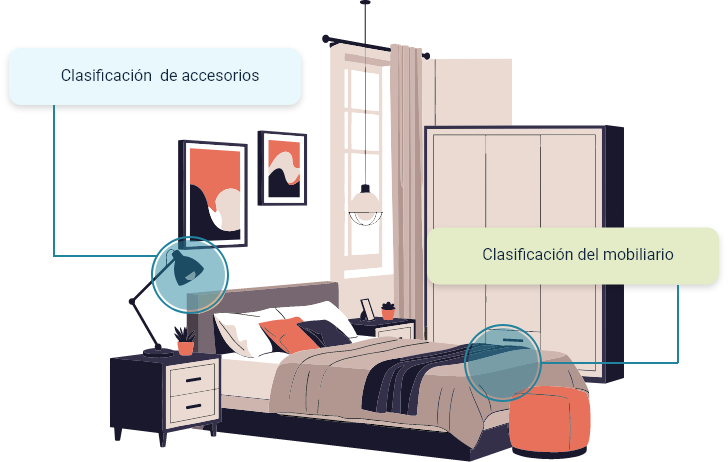 Clasificación de accesorios
Clasificación del mobiliario